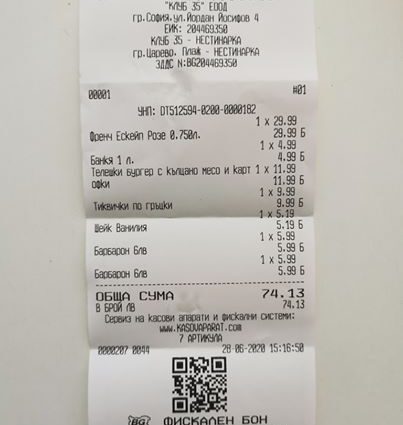 "КЛУБ 35" ЕООД
гр.София,ул.Йордан Йосифов 4
ЕИК: 204469350
КЛУБ 35 - НЕСТИНАРКА
гр.Царево, Плаж - НЕСТИНАРКА
ЗДДС N:BG204469350
00001 #01
УНП: DT512594-0200-0000182
1 x 29.99
Френч Ескейп Розе 0.750л. 29.99 Б
1 x 4.99
Банкя 1 л. 4.99 Б
Телешки бургер с кълцано месо и карт 1 x 11.99
офки 11.99 Б
1 x 9.99
Тиквички по гръцки 9.99 Б
1 x 5.19
Шейк Ванилия 5.19 Б
1 x 5.99
Барбарон 6лв 5.99 Б
1 x 5.99
Барбарон 6лв 5.99 Б
ОБЩА СУМА 74.13
В БРОЙ ЛВ 74.13
Сервиз на касови апарати и фискални системи:
www.KASOVAPARAT.com
7 АРТИКУЛА
0000207 0044 28-06-2020 15:16:50
BG ФИСКАЛЕН БОН